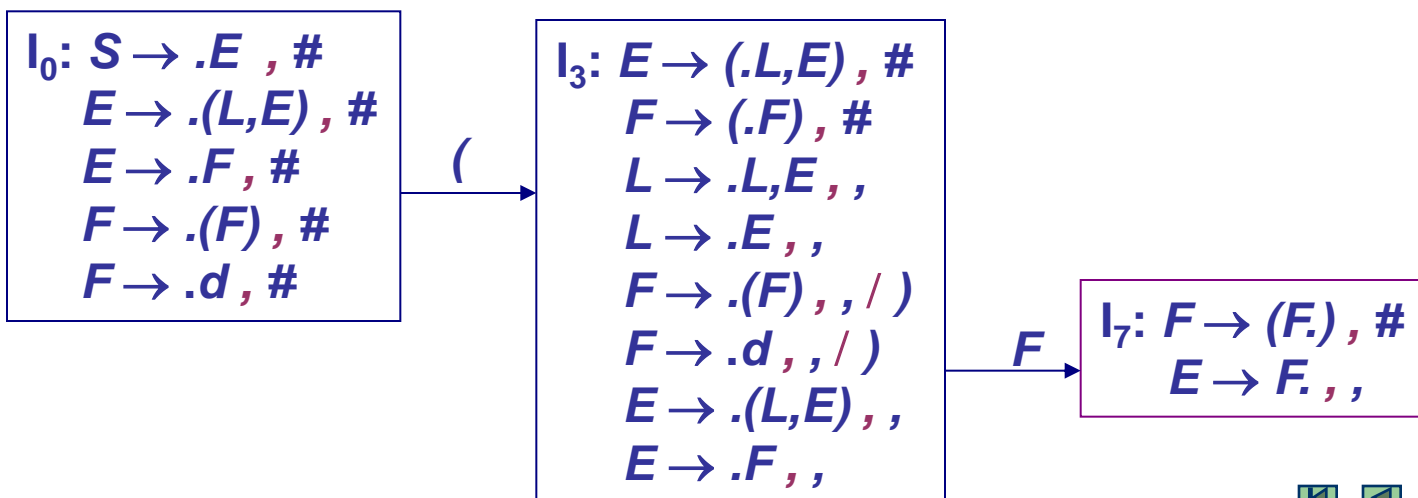 I₀: S → .E , #
E → .(L,E) , #
E → .F , #
F → .(F) , #
F → .d , #
(
I₃: E → (.L,E) , #
F → (.F) , #
L → .L,E , ,
L → .E , ,
F → .(F) , , / )
F → .d , , / )
E → .(L,E) , ,
E → .F , ,
F
I₇: F → (F.) , #
E → F. , ,